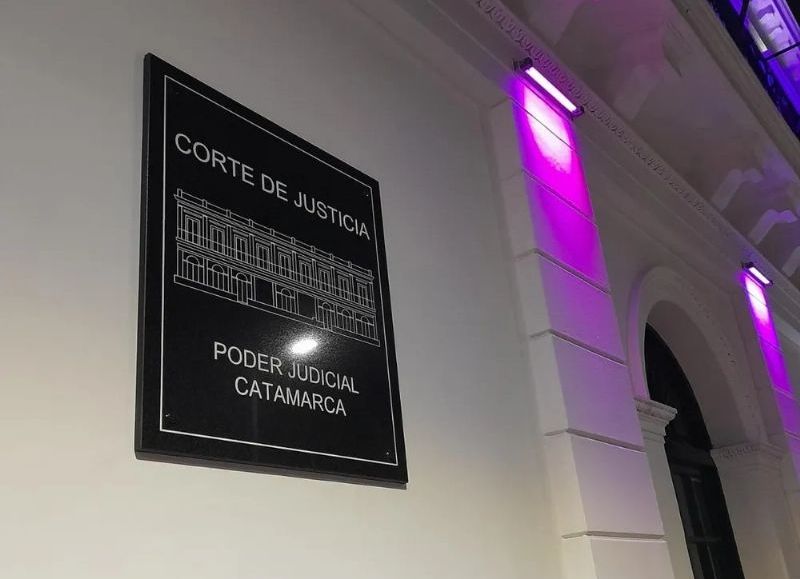 CORTE DE JUSTICIA
PODER JUDICIAL
CATAMARCA